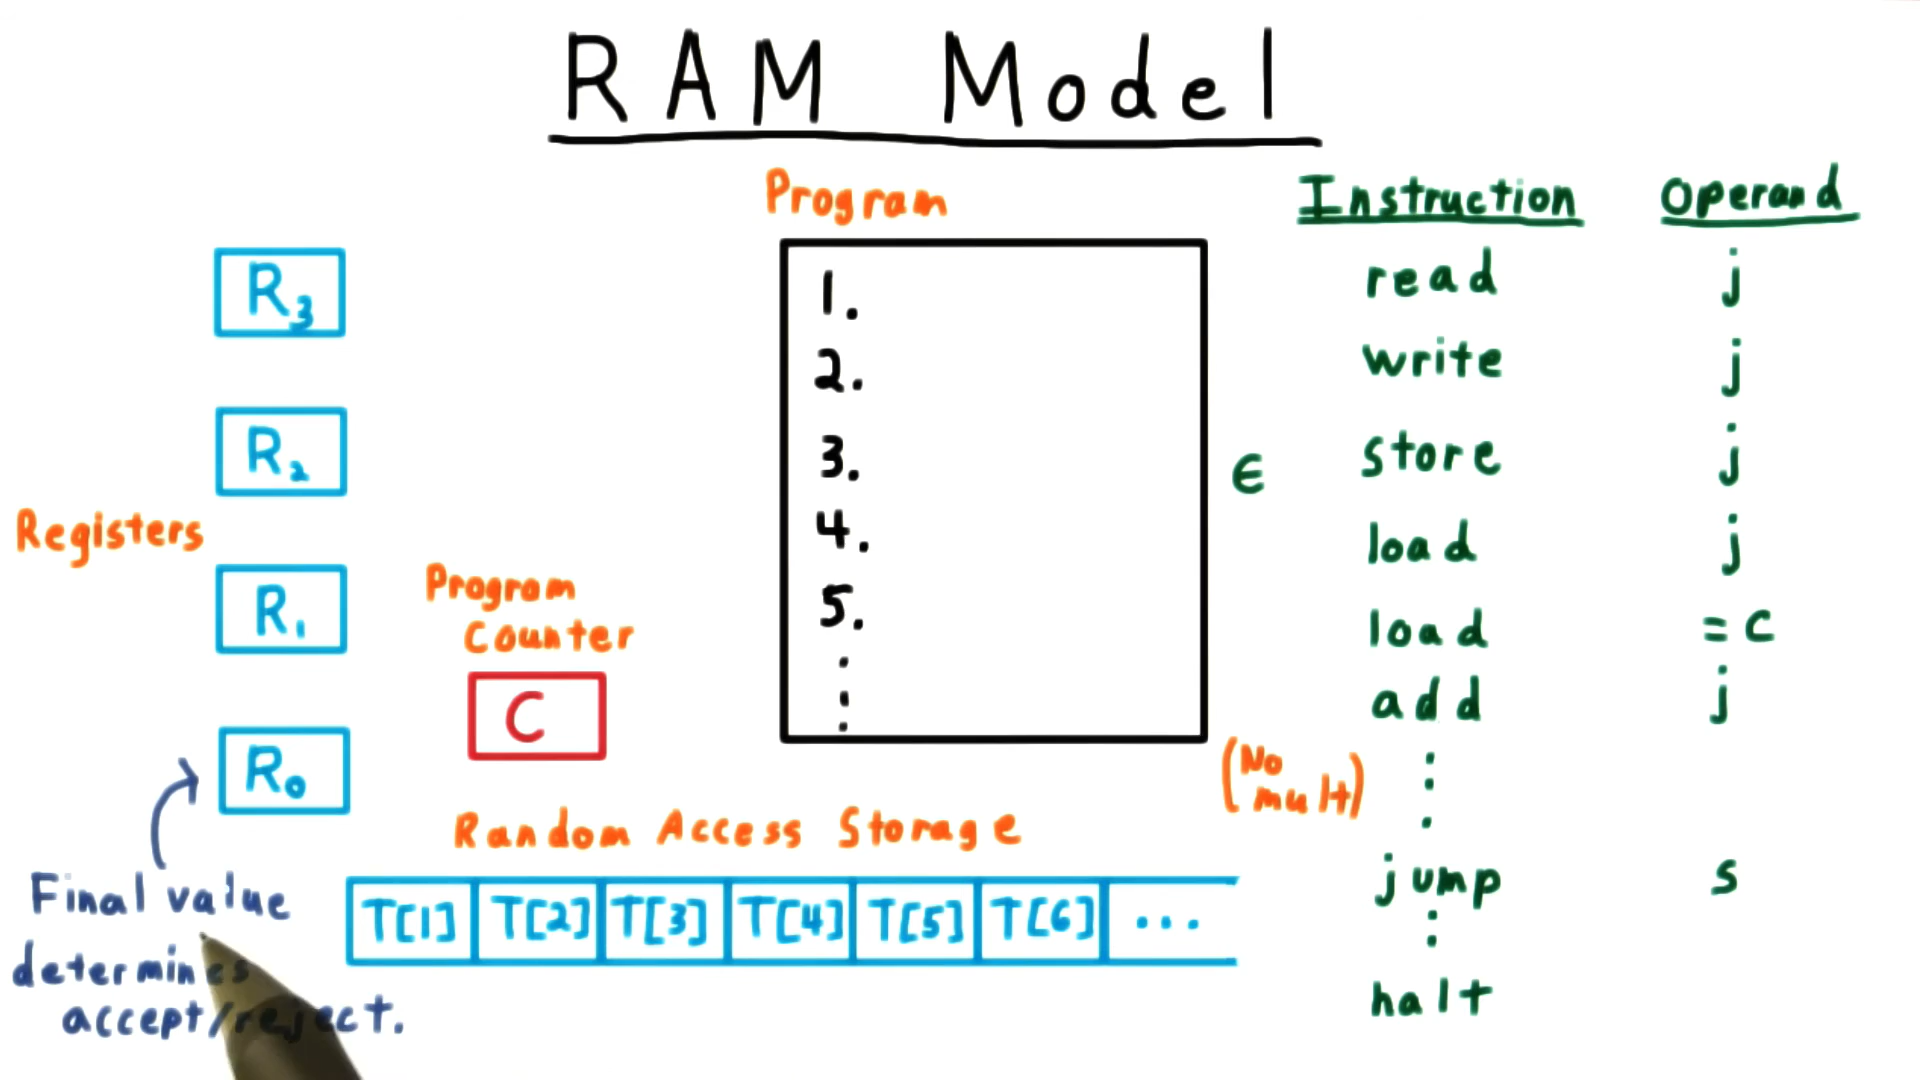 RAM Model
Program
Instruction Operand
read j
write j
store j
load j
load = C
add j
⋮
jump s
⋮
halt
1.
2.
3.
4.
5.
⋮
∈
(No
mult)
R3
R2
Registers
R1
R0
Program
Counter
C
Random Access Storage
T[1] T[2] T[3] T[4] T[5] T[6] ...
Final value
determines
accept/reject.